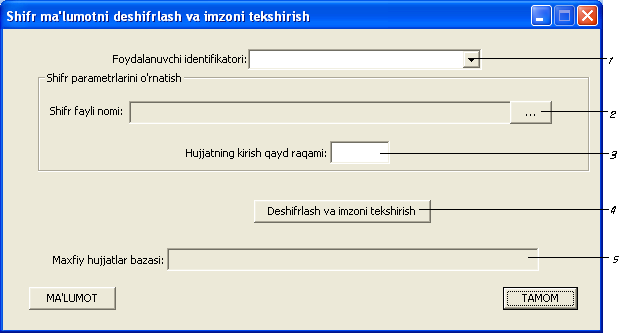 Shifr ma'lumotni deshifrlash va imzoni tekshirish
Foydalanuvchi identifikatori: 1
Shifr parametrlarini o'rnatish
Shifr fayli nomi: ... 2
Hujjatning kirish qayd raqami: 3
Deshifrlash va imzoni tekshirish 4
Maxfiy hujjatlar bazasi: 5
MA'LUMOT TAMOM